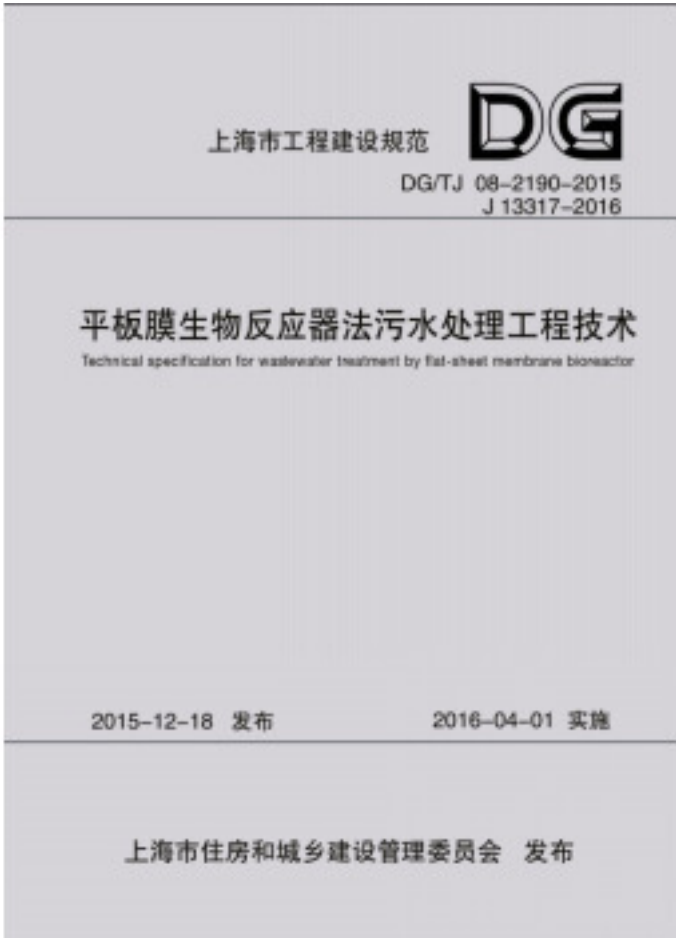 上海市工程建设规范
DG
DG/TJ 08-2190-2015
J 13317-2016
平板膜生物反应器法污水处理工程技术
Technical specification for wastewater treatment by flat-sheet membrane bioreactor
2015-12-18 发布
2016-04-01 实施
上海市住房和城乡建设管理委员会 发布